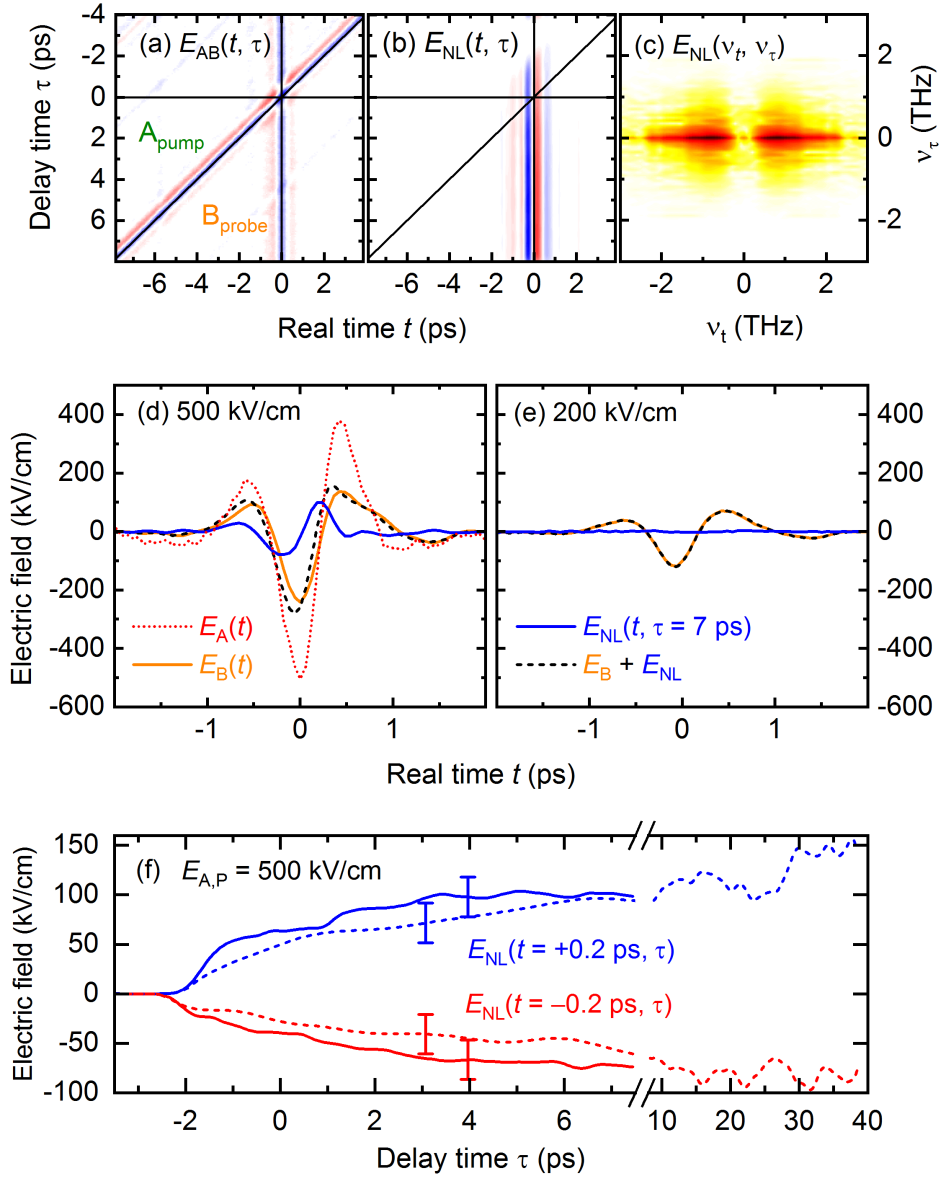 (a) E_AB(t, τ)
(b) E_NL(t, τ)
(c) E_NL(ν_t, ν_τ)
-4
-2
0
2
4
6
Delay time τ (ps)
A_pump
B_probe
2
0
-2
ν_τ (THz)
-6 -4 -2 0 2
-6 -4 -2 0 2
-2 0 2
Real time t (ps)
ν_t (THz)
(d) 500 kV/cm
(e) 200 kV/cm
400
200
0
-200
-400
-600
Electric field (kV/cm)
400
200
0
-200
-400
-600
E_A(t)
E_B(t)
E_NL(t, τ = 7 ps)
E_B + E_NL
-1 0 1
-1 0 1
Real time t (ps)
(f) E_A,P = 500 kV/cm
150
100
50
0
-50
-100
Electric field (kV/cm)
E_NL(t = +0.2 ps, τ)
E_NL(t = –0.2 ps, τ)
-2 0 2 4 6 10 20 30 40
Delay time τ (ps)